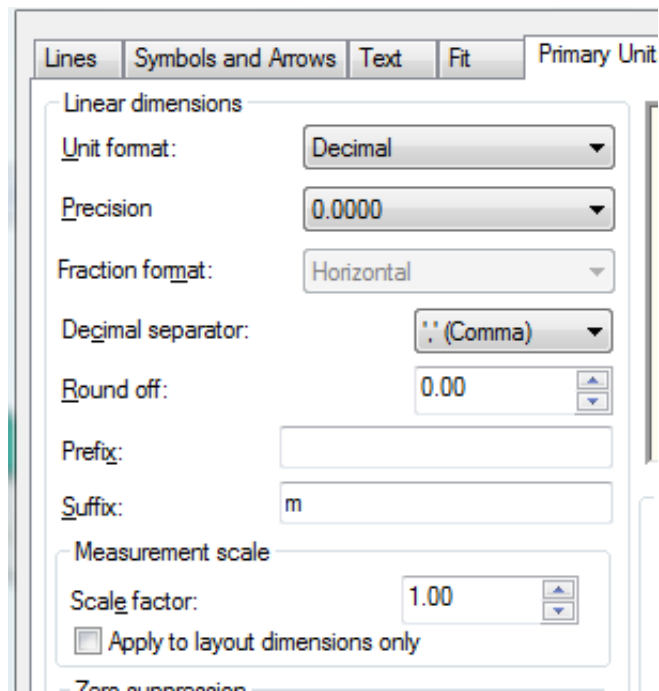 Lines Symbols and Arrows Text Fit Primary Unit
Linear dimensions
Unit format: Decimal
Precision 0.0000
Fraction format: Horizontal
Decimal separator: ',' (Comma)
Round off: 0.00
Prefix:
Suffix: m
Measurement scale
Scale factor: 1.00
Apply to layout dimensions only
Zero suppression